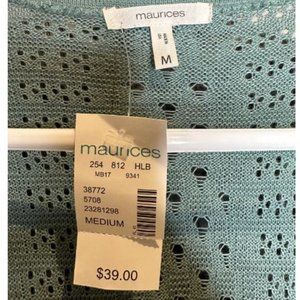 maurices
M
maurices
254 812 HLB
MB17 9341
38772
5708
23281298
MEDIUM
$39.00